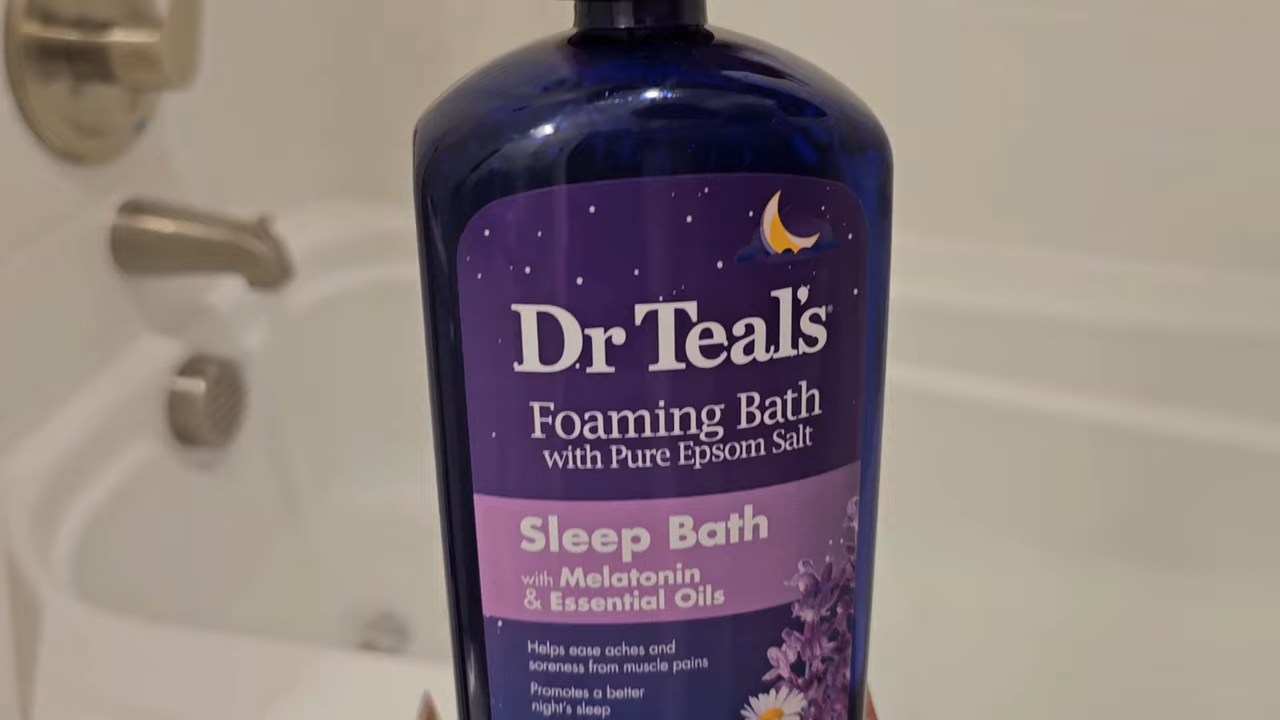 Dr Teal's
Foaming Bath
with Pure Epsom Salt
Sleep Bath
with Melatonin
& Essential Oils
Helps ease aches and
soreness from muscle pains
Promotes a better
night's sleep